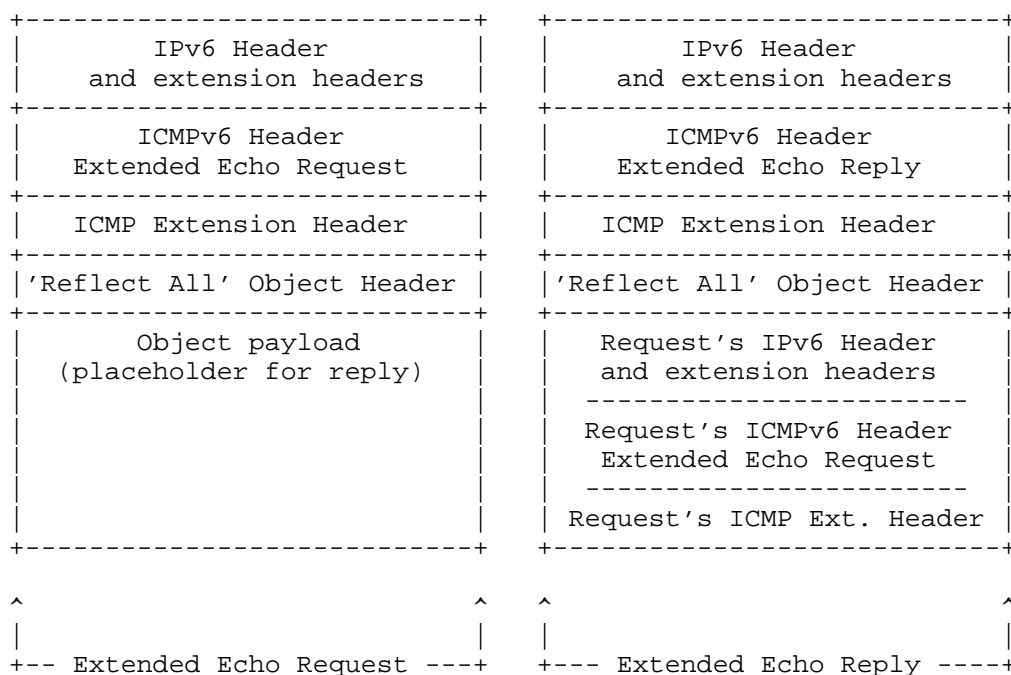 IPv6 Header
and extension headers
ICMPv6 Header
Extended Echo Request
ICMP Extension Header
'Reflect All' Object Header
Object payload
(placeholder for reply)
Extended Echo Request
IPv6 Header
and extension headers
ICMPv6 Header
Extended Echo Reply
ICMP Extension Header
'Reflect All' Object Header
Request's IPv6 Header
and extension headers
Request's ICMPv6 Header
Extended Echo Request
Request's ICMP Ext. Header
Extended Echo Reply